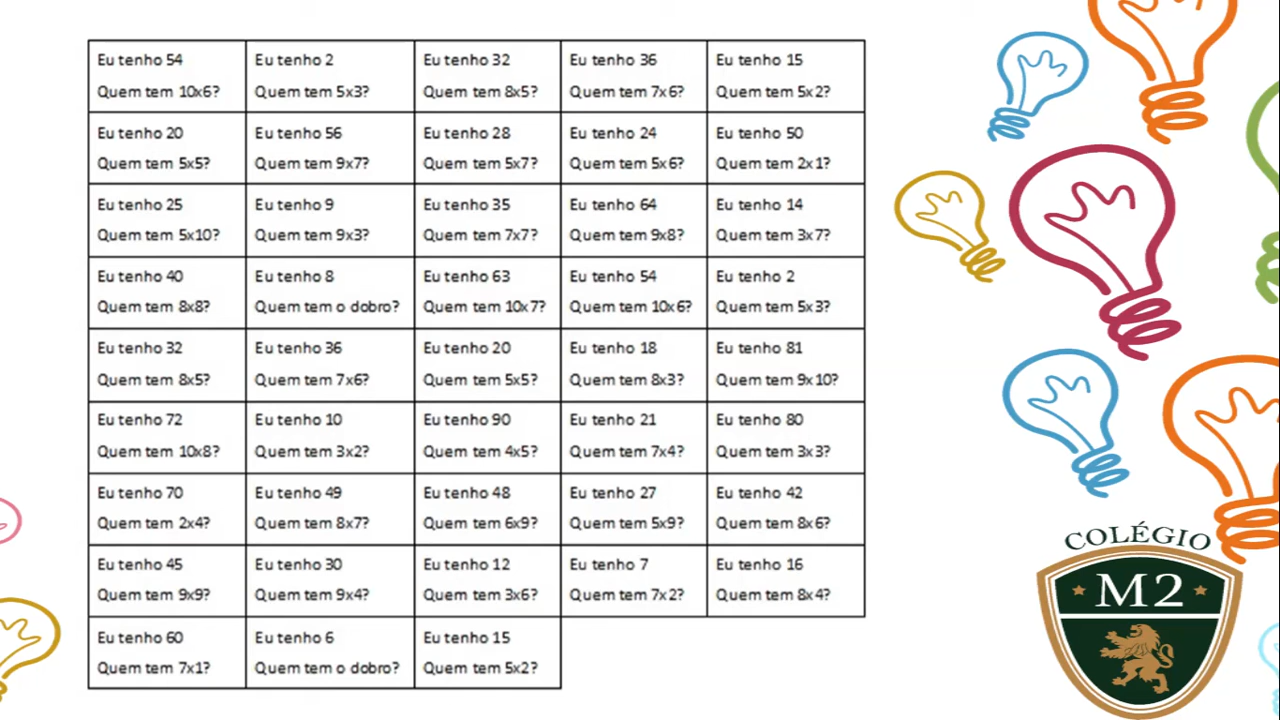 Eu tenho 54
Quem tem 10x6?
Eu tenho 2
Quem tem 5x3?
Eu tenho 32
Quem tem 8x5?
Eu tenho 36
Quem tem 7x6?
Eu tenho 15
Quem tem 5x2?
Eu tenho 20
Quem tem 5x5?
Eu tenho 56
Quem tem 9x7?
Eu tenho 28
Quem tem 5x7?
Eu tenho 24
Quem tem 5x6?
Eu tenho 50
Quem tem 2x1?
Eu tenho 25
Quem tem 5x10?
Eu tenho 9
Quem tem 9x3?
Eu tenho 35
Quem tem 7x7?
Eu tenho 64
Quem tem 9x8?
Eu tenho 14
Quem tem 3x7?
Eu tenho 40
Quem tem 8x8?
Eu tenho 8
Quem tem o dobro?
Eu tenho 63
Quem tem 10x7?
Eu tenho 54
Quem tem 10x6?
Eu tenho 2
Quem tem 5x3?
Eu tenho 32
Quem tem 8x5?
Eu tenho 36
Quem tem 7x6?
Eu tenho 20
Quem tem 5x5?
Eu tenho 18
Quem tem 8x3?
Eu tenho 81
Quem tem 9x10?
Eu tenho 72
Quem tem 10x8?
Eu tenho 10
Quem tem 3x2?
Eu tenho 90
Quem tem 4x5?
Eu tenho 21
Quem tem 7x4?
Eu tenho 80
Quem tem 3x3?
Eu tenho 70
Quem tem 2x4?
Eu tenho 49
Quem tem 8x7?
Eu tenho 48
Quem tem 6x9?
Eu tenho 27
Quem tem 5x9?
Eu tenho 42
Quem tem 8x6?
Eu tenho 45
Quem tem 9x9?
Eu tenho 30
Quem tem 9x4?
Eu tenho 12
Quem tem 3x6?
Eu tenho 7
Quem tem 7x2?
Eu tenho 16
Quem tem 8x4?
Eu tenho 60
Quem tem 7x1?
Eu tenho 6
Quem tem o dobro?
Eu tenho 15
Quem tem 5x2?
COLÉGIO
M2